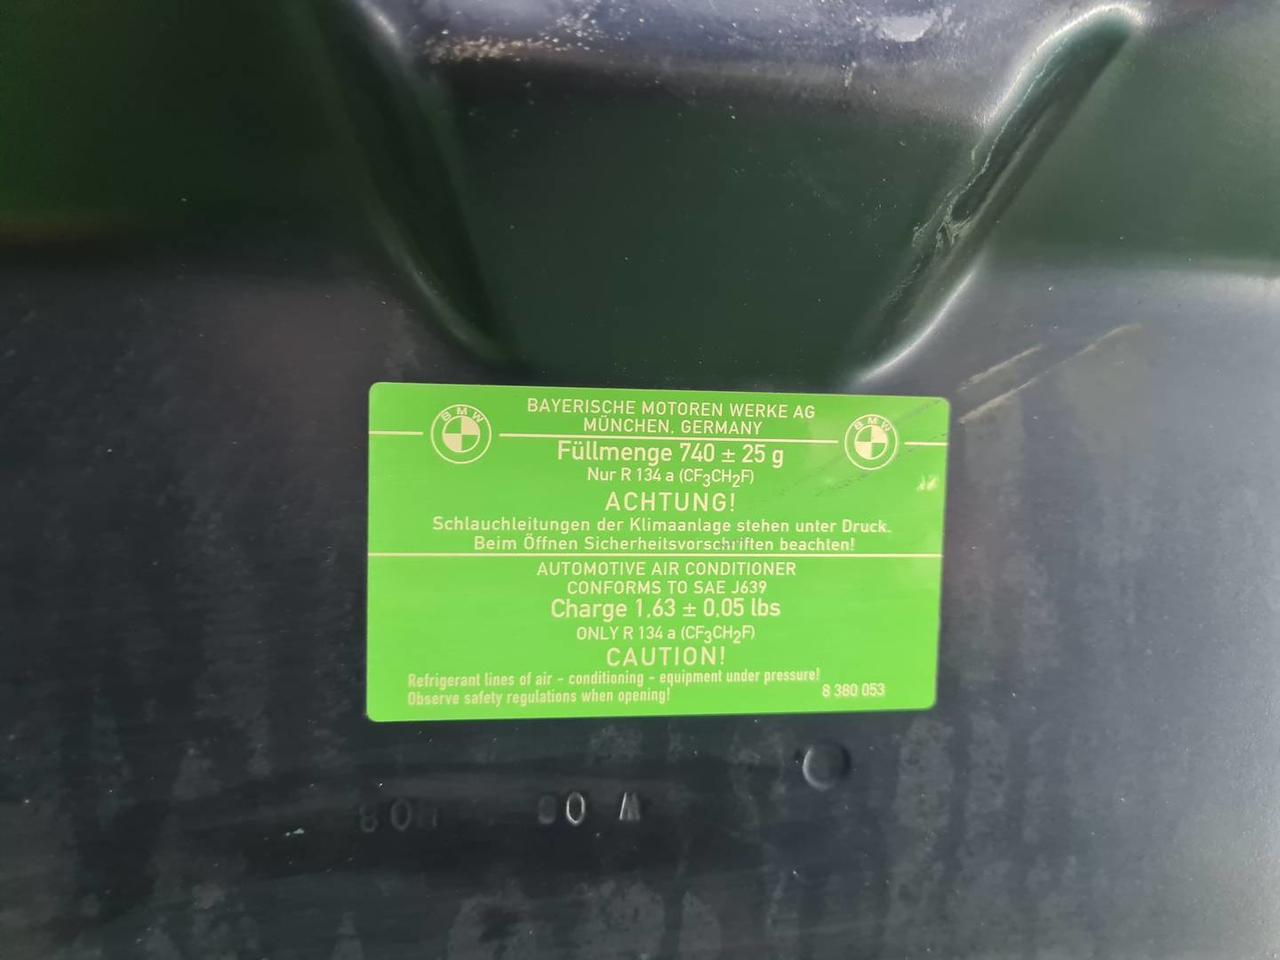 BMW
BMW
BAYERISCHE MOTOREN WERKE AG
MÜNCHEN, GERMANY
Füllmenge 740 ± 25 g
Nur R 134 a (CF3CH2F)
ACHTUNG!
Schlauchleitungen der Klimaanlage stehen unter Druck.
Beim Öffnen Sicherheitsvorschriften beachten!
AUTOMOTIVE AIR CONDITIONER
CONFORMS TO SAE J639
Charge 1,63 ± 0,05 lbs
ONLY R 134 a (CF3CH2F)
CAUTION!
Refrigerant lines of air - conditioning - equipment under pressure!
Observe safety regulations when opening!
8 380 053